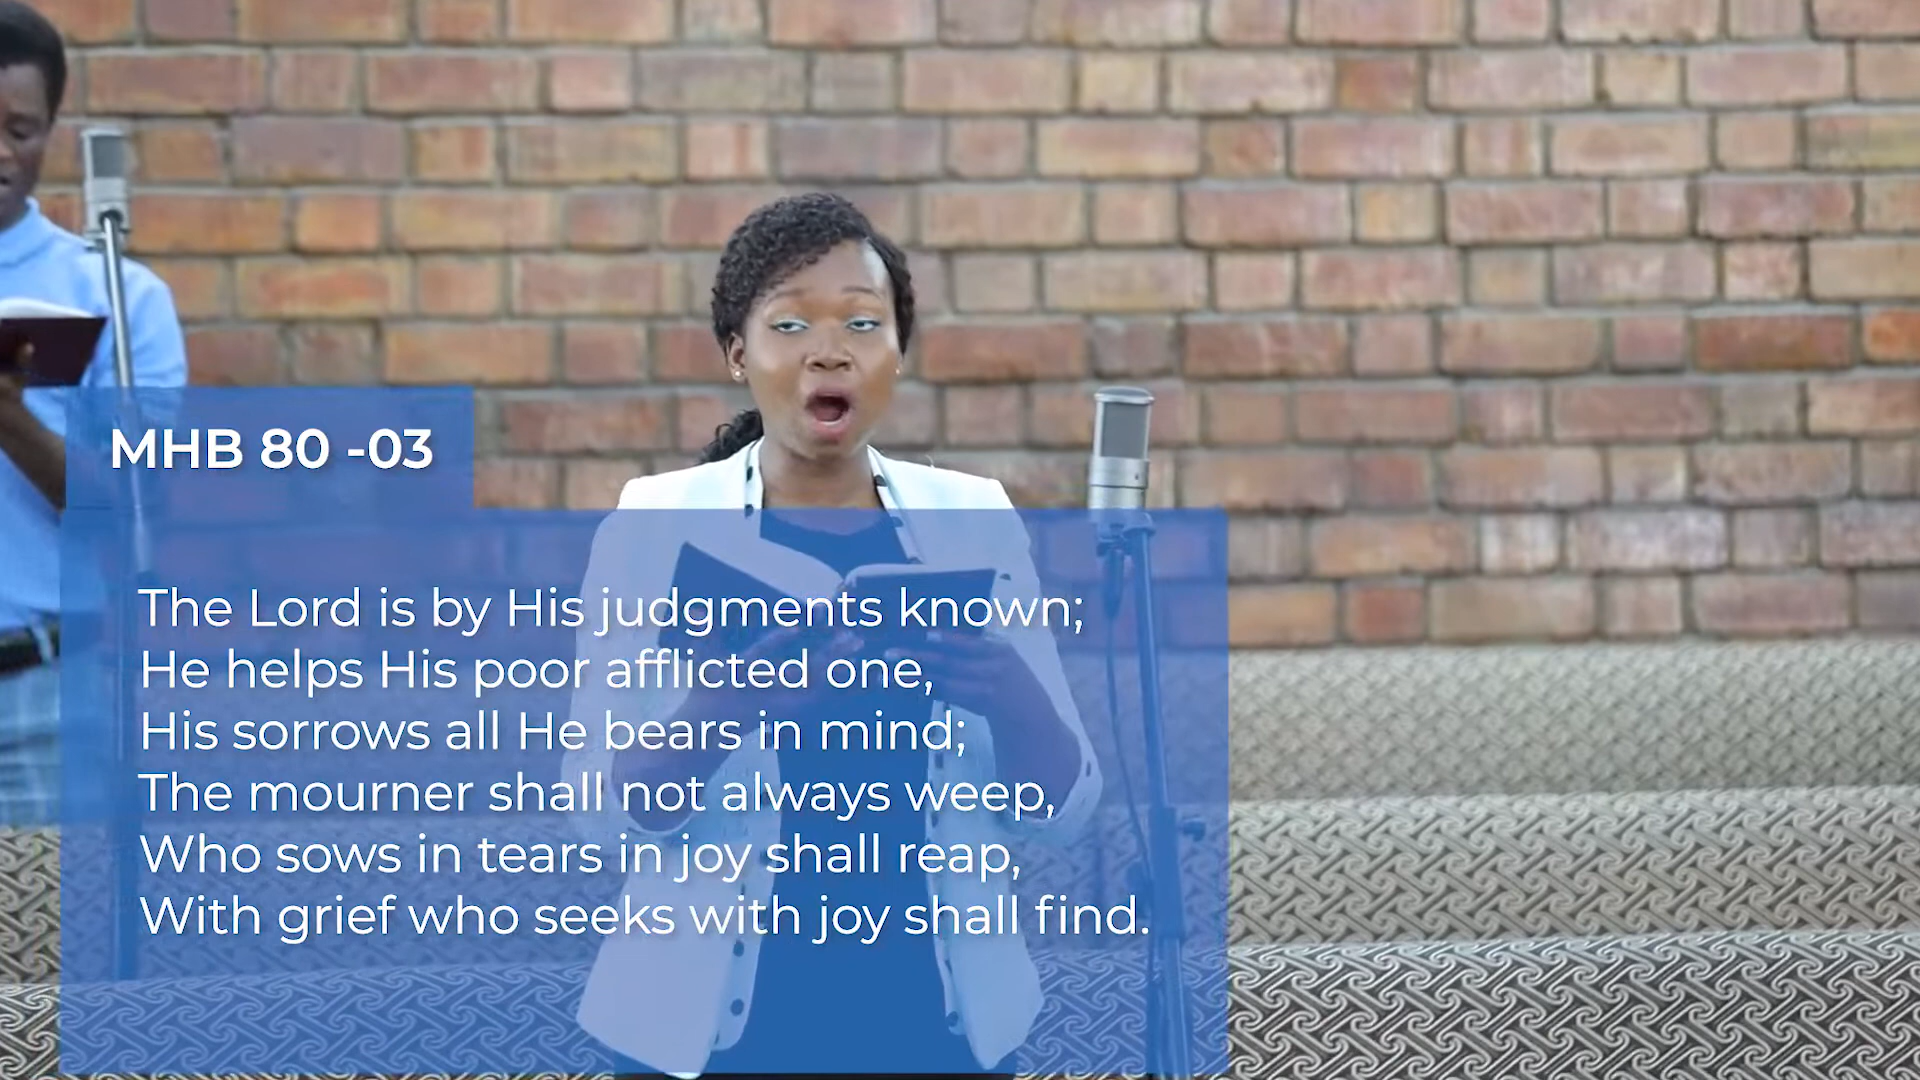 MHB 80 -03
The Lord is by His judgments known;
He helps His poor afflicted one,
His sorrows all He bears in mind;
The mourner shall not always weep,
Who sows in tears in joy shall reap,
With grief who seeks with joy shall find.